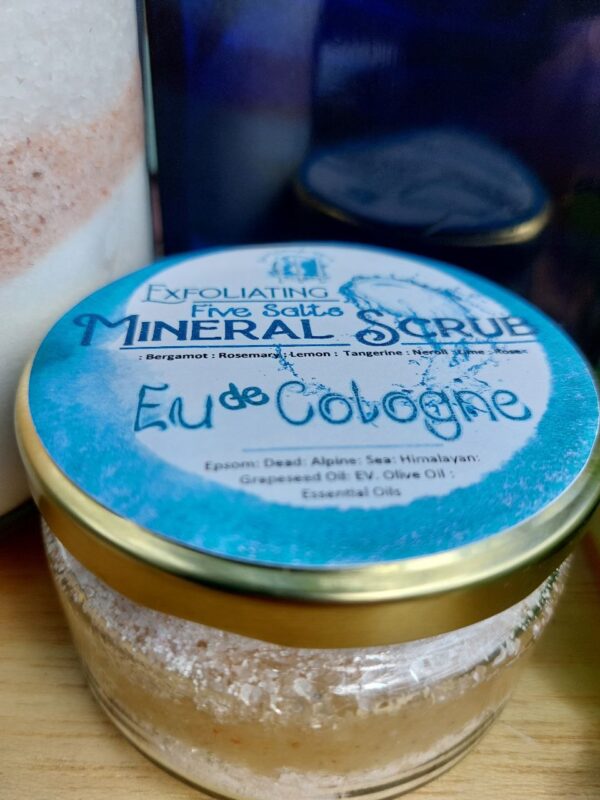 Exfoliating
Five Salts
Mineral Scrub
: Bergamot : Rosemary : Lemon : Tangerine : Neroli : Lime : Rose:
Eu de Cologne
Epsom: Dead: Alpine: Sea: Himalayan:
Grapeseed Oil: EV. Olive Oil :
Essential Oils